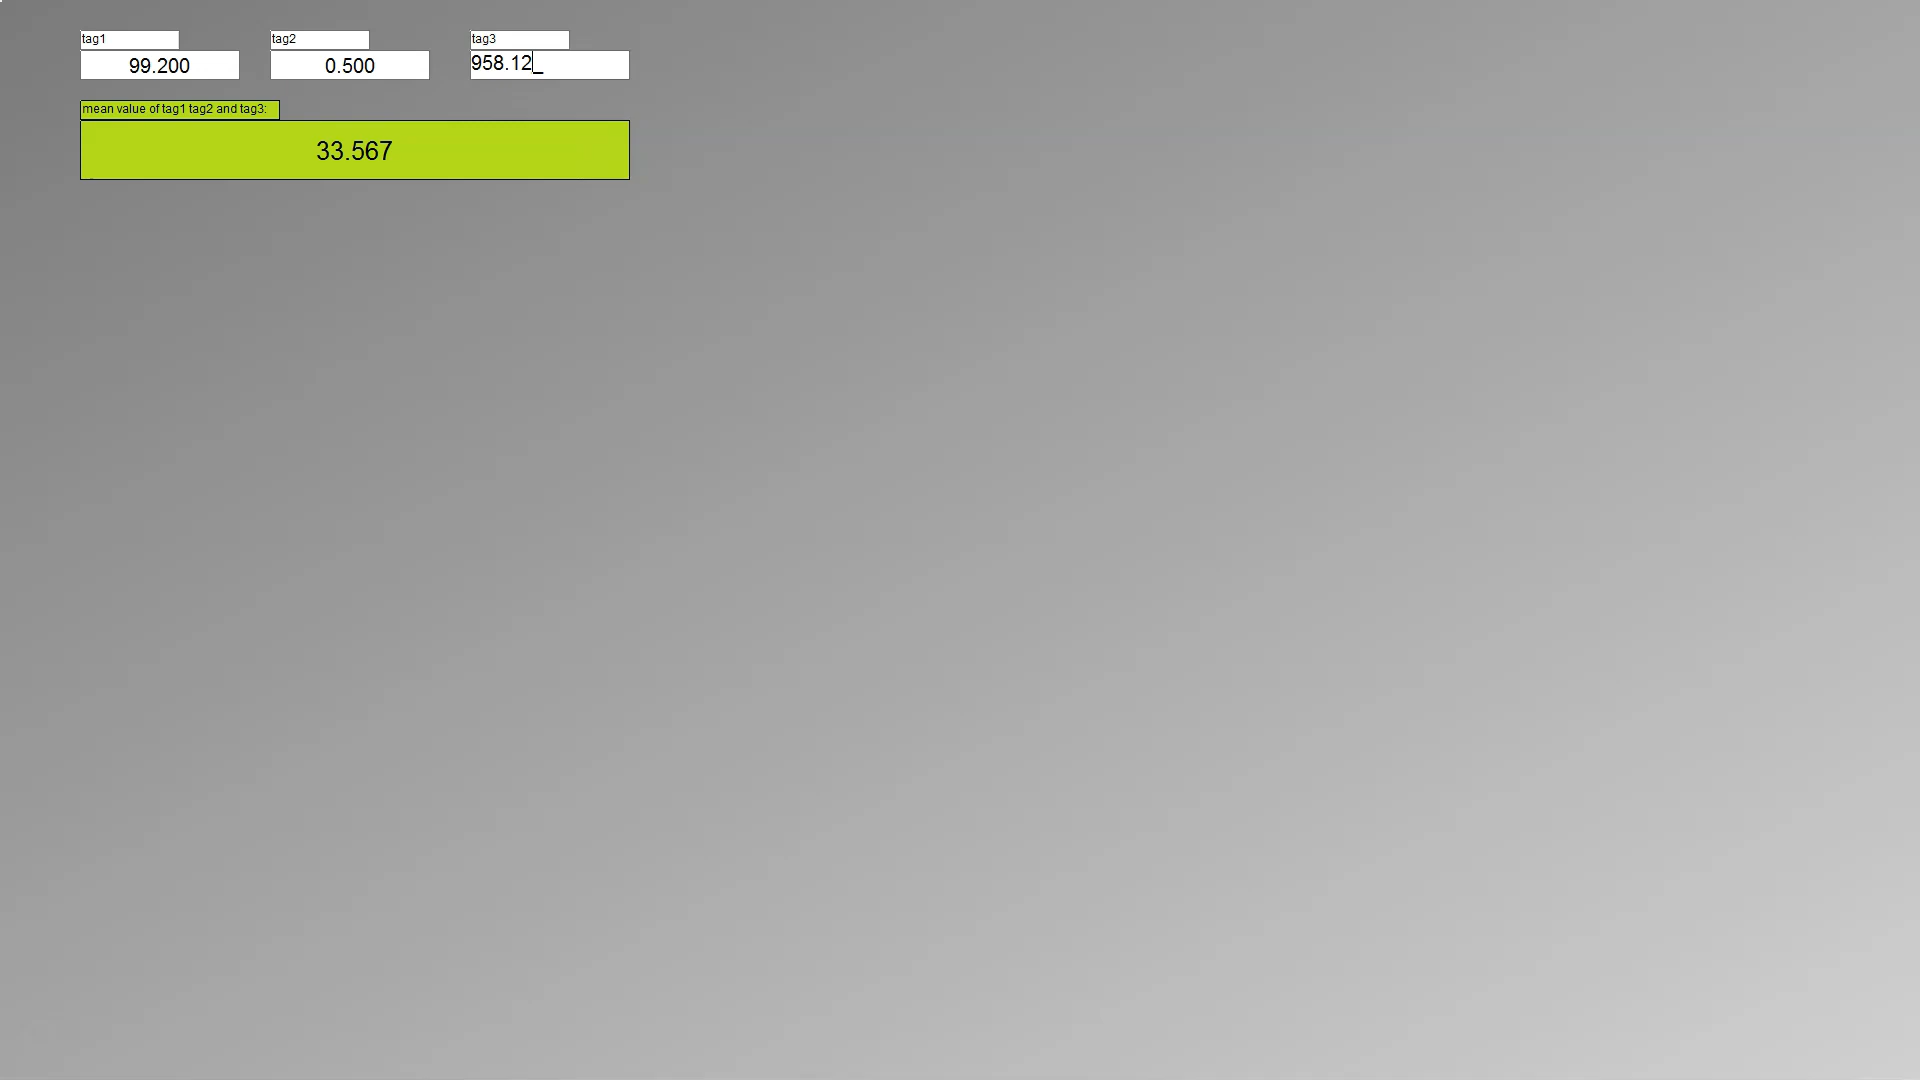 tag1 tag2 tag3
99.200 0.500 958.12_
mean value of tag1 tag2 and tag3:
33.567